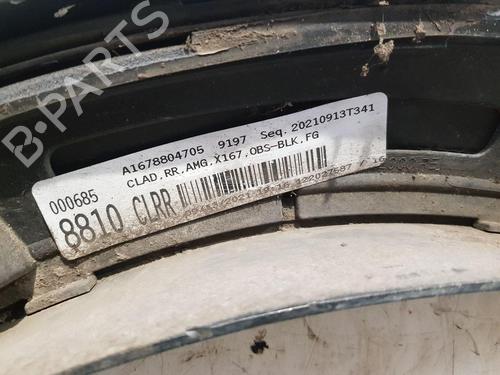 B-PARTS
A1678804705 9197 Seq. 20210913T341
CLAD,RR,AMG,X167,OBS-BLK,FG
000685
8810 CLRR